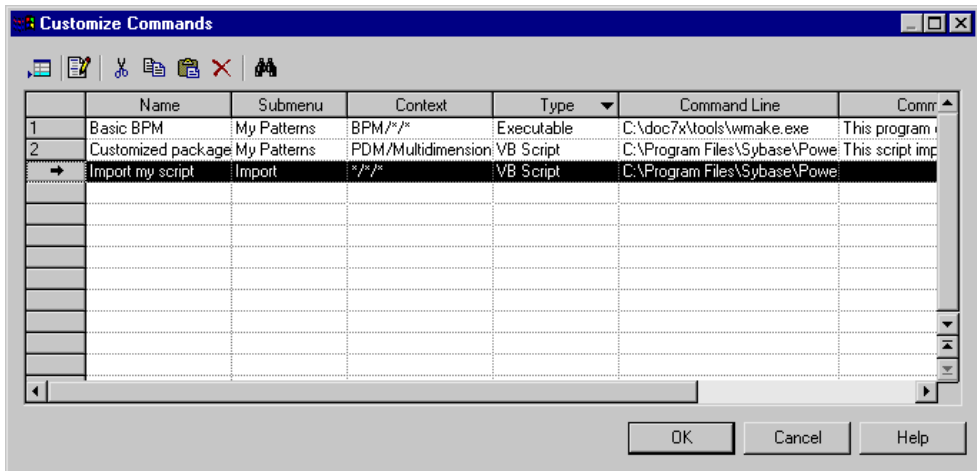 Customize Commands
Name Submenu Context Type Command Line Comm
1 Basic BPM My Patterns BPM/*/* Executable C:\doc7x\tools\wmake.exe This program
2 Customized package My Patterns PDM/Multidimension VB Script C:\Program Files\Sybase\Powe This script imp
Import my script Import */*/* VB Script C:\Program Files\Sybase\Powe
OK Cancel Help